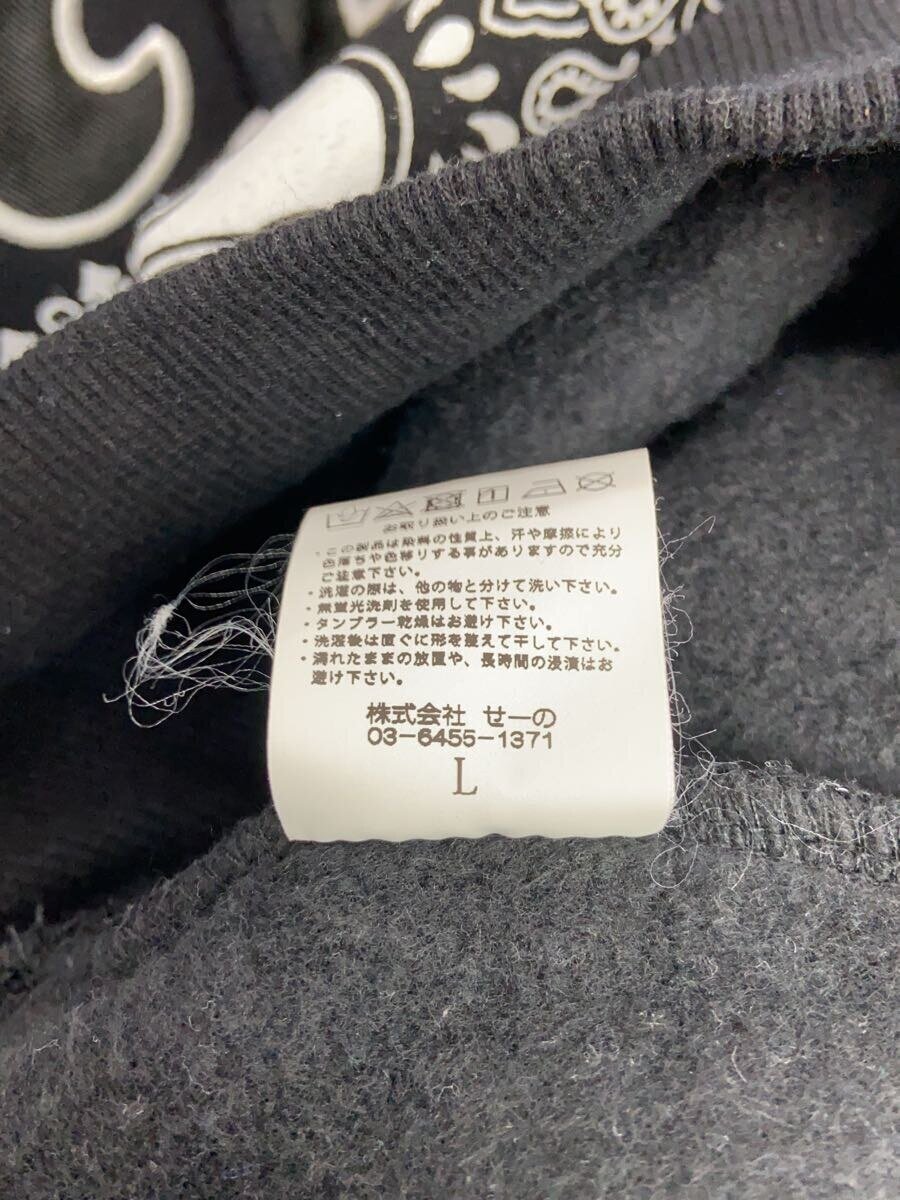 お取り扱い上のご注意
・この製品は染料の性質上、汗や摩擦により
色落ちや色移りする事がありますので充分
ご注意下さい。
・洗濯の際は、他の物と分けて洗い下さい。
・無蛍光洗剤を使用して下さい。
・タンブラー乾燥はお避け下さい。
・洗濯後は直ぐに形を整えて干して下さい。
・濡れたままの放置や、長時間の浸漬はお
避け下さい。
株式会社 せーの
03-6455-1371
L